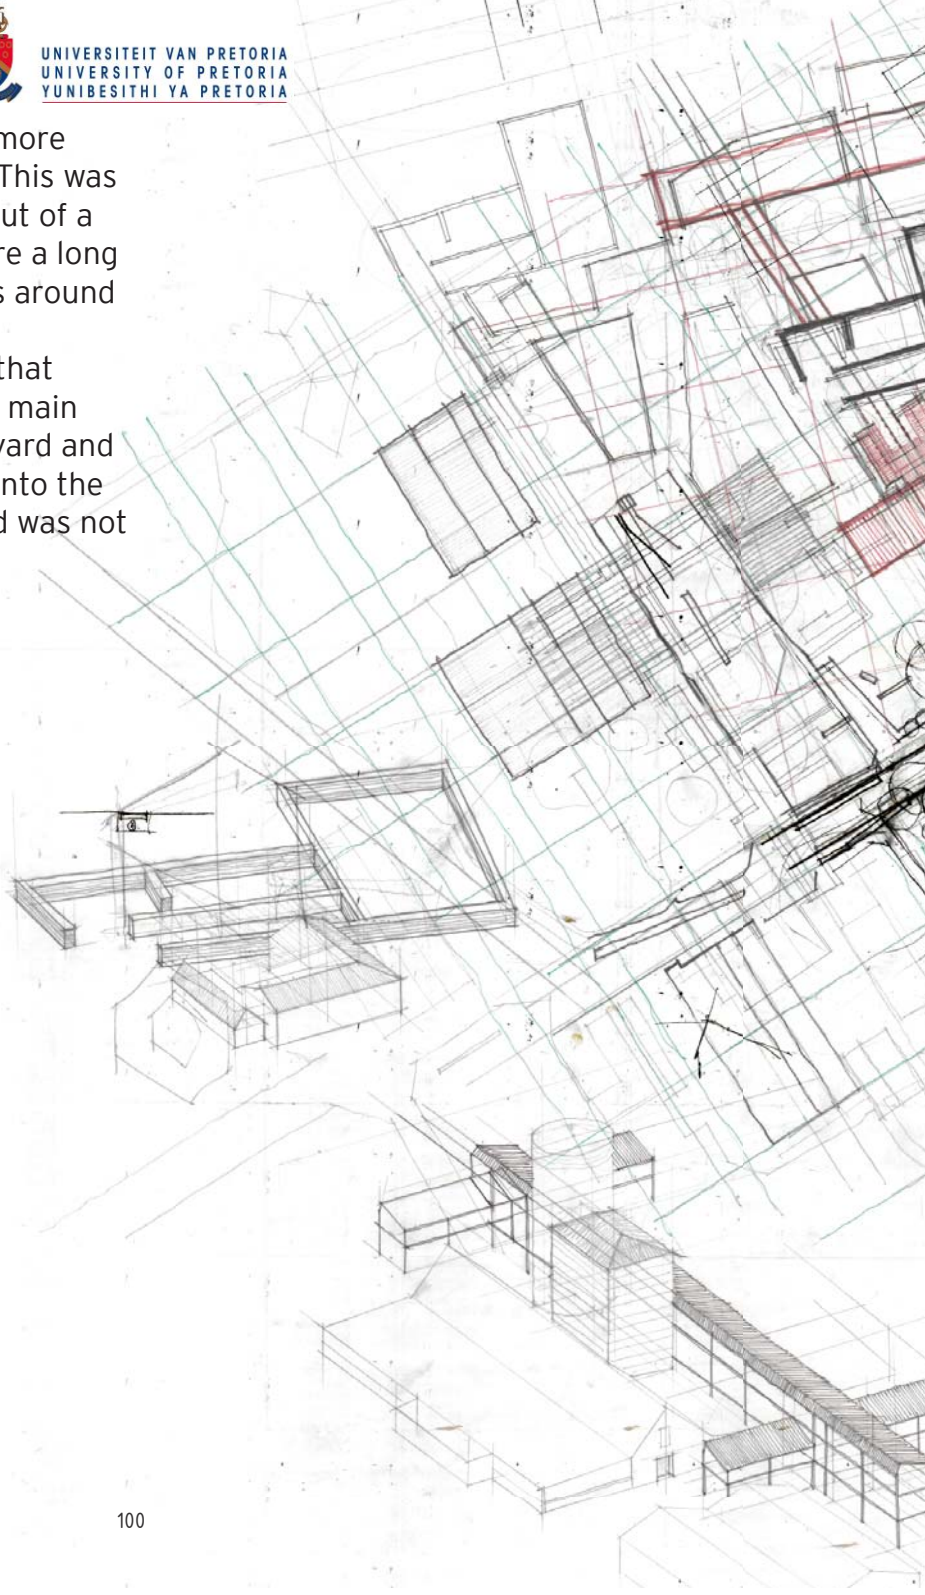 UNIVERSITEIT VAN PRETORIA
UNIVERSITY OF PRETORIA
YUNIBESITHI YA PRETORIA
more
This was
ut of a
re a long
s around
that
main
vard and
nto the
d was not
100